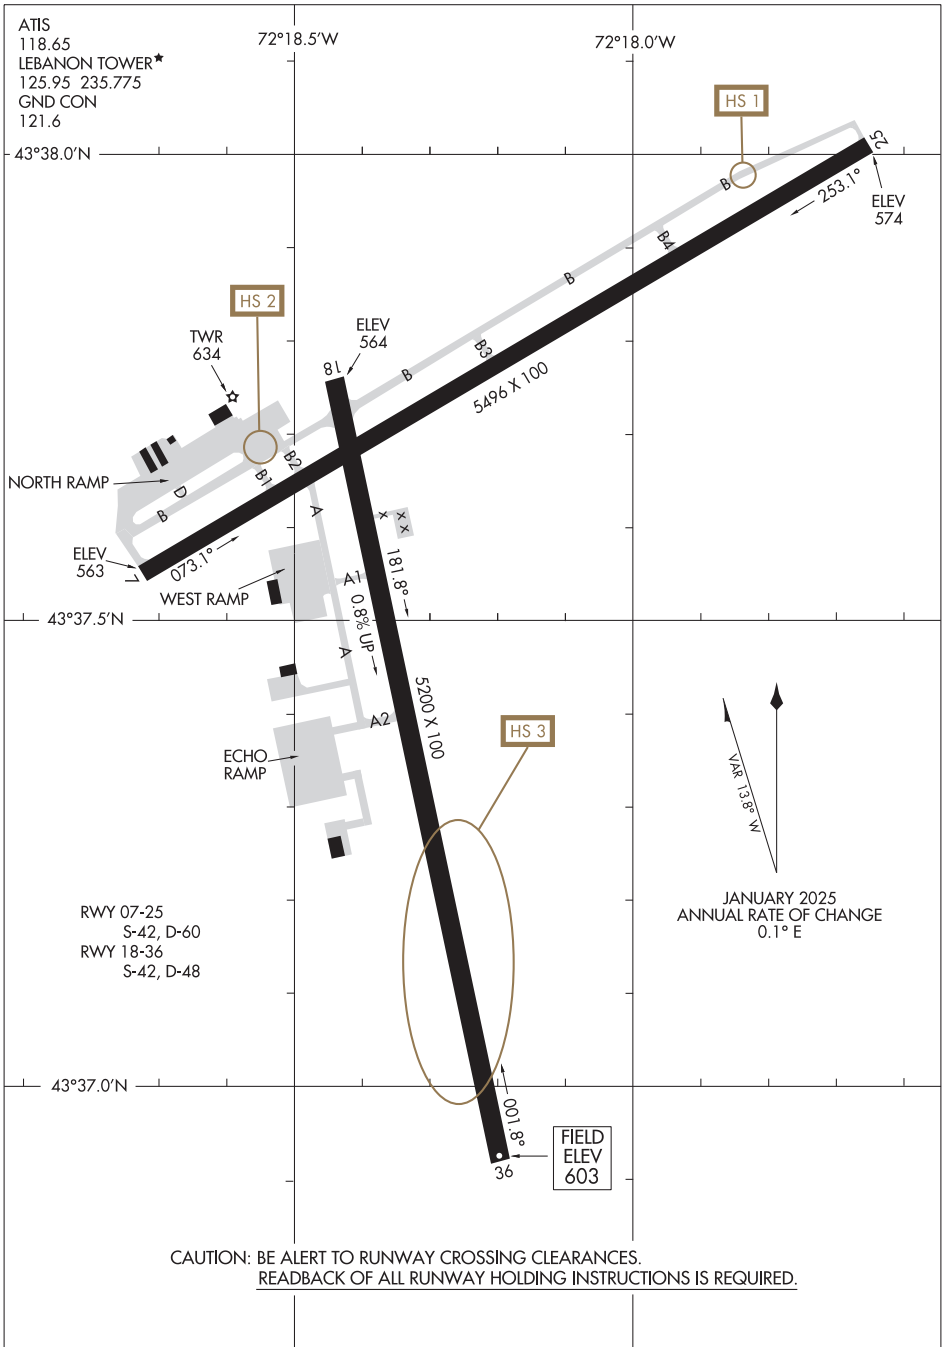 ATIS
118.65
LEBANON TOWER★
125.95 235.775
GND CON
121.6
72°18.5'W
72°18.0'W
HS 1
43°38.0'N
25
B
253.1°
ELEV
574
B4
B
HS 2
TWR
634
ELEV
564
18
B3
B
5496 X 100
NORTH RAMP
B2
B1
D
B
A
X
X
X X
ELEV
563
7
073.1°
181.8°
A1
WEST RAMP
0.8% UP
43°37.5'N
A
5200 X 100
A2
HS 3
ECHO
RAMP
VAR 13.8° W
JANUARY 2025
ANNUAL RATE OF CHANGE
0.1° E
RWY 07-25
S-42, D-60
RWY 18-36
S-42, D-48
43°37.0'N
001.8°
36
FIELD
ELEV
603
CAUTION: BE ALERT TO RUNWAY CROSSING CLEARANCES.
READBACK OF ALL RUNWAY HOLDING INSTRUCTIONS IS REQUIRED.